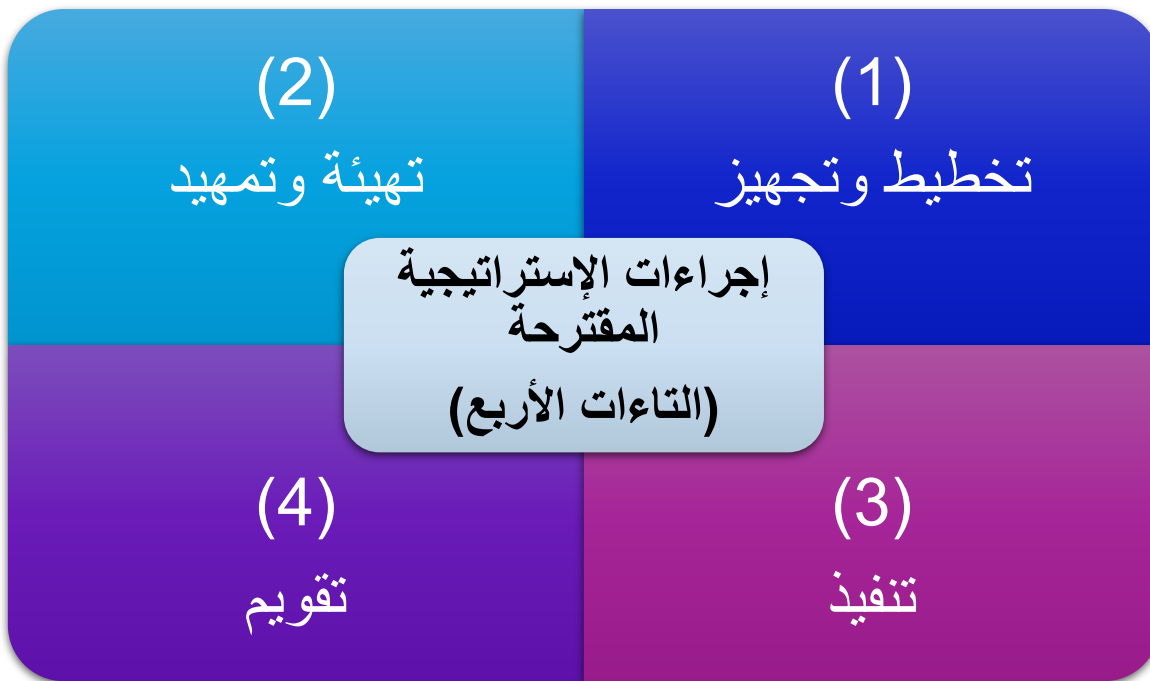 (1)
تخطيط وتجهيز
(2)
تهيئة وتمهيد
إجراءات الإستراتيجية
المقترحة
(التاءات الأربع)
(3)
تنفيذ
(4)
تقويم